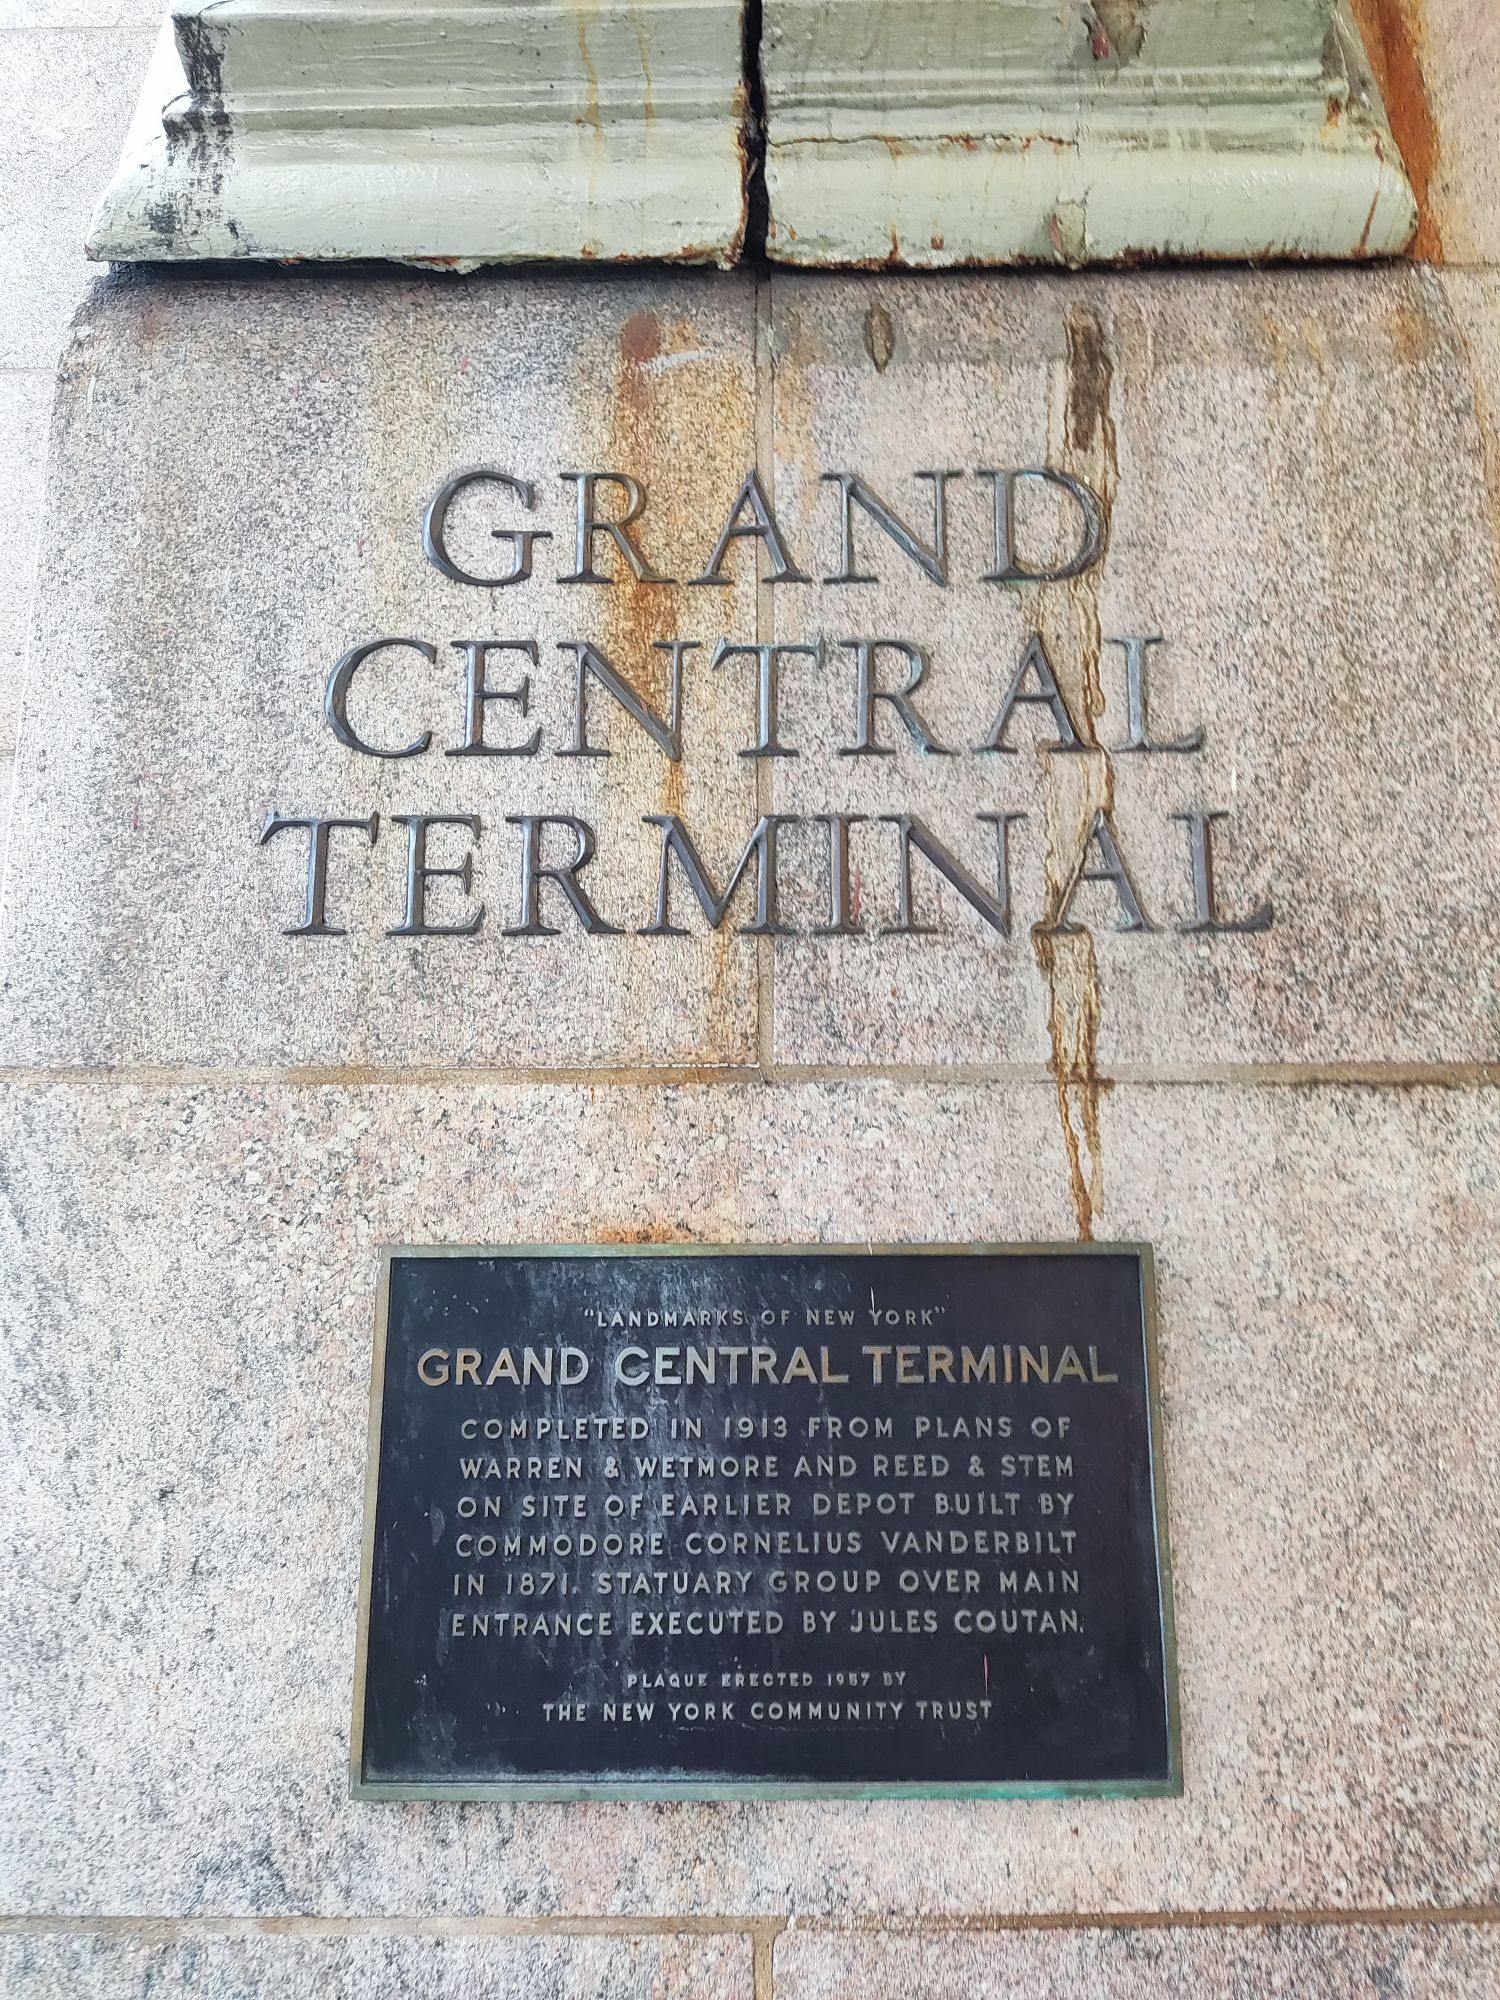 GRAND
CENTRAL
TERMINAL
"LANDMARKS OF NEW YORK"
GRAND CENTRAL TERMINAL
COMPLETED IN 1913 FROM PLANS OF
WARREN & WETMORE AND REED & STEM
ON SITE OF EARLIER DEPOT BUILT BY
COMMODORE CORNELIUS VANDERBILT
IN 1871. STATUARY GROUP OVER MAIN
ENTRANCE EXECUTED BY JULES COUTAN.
PLAQUE ERECTED 1957 BY
THE NEW YORK COMMUNITY TRUST